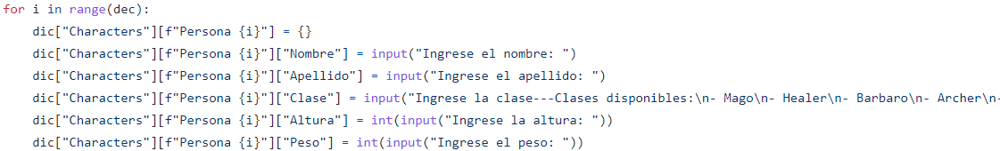 for i in range(dec):
    dic["Characters"][f"Persona {i}"] = {}
    dic["Characters"][f"Persona {i}"]["Nombre"] = input("Ingrese el nombre: ")
    dic["Characters"][f"Persona {i}"]["Apellido"] = input("Ingrese el apellido: ")
    dic["Characters"][f"Persona {i}"]["Clase"] = input("Ingrese la clase---Clases disponibles:\n- Mago\n- Healer\n- Barbaro\n- Archer\n-
    dic["Characters"][f"Persona {i}"]["Altura"] = int(input("Ingrese la altura: "))
    dic["Characters"][f"Persona {i}"]["Peso"] = int(input("Ingrese el peso: "))